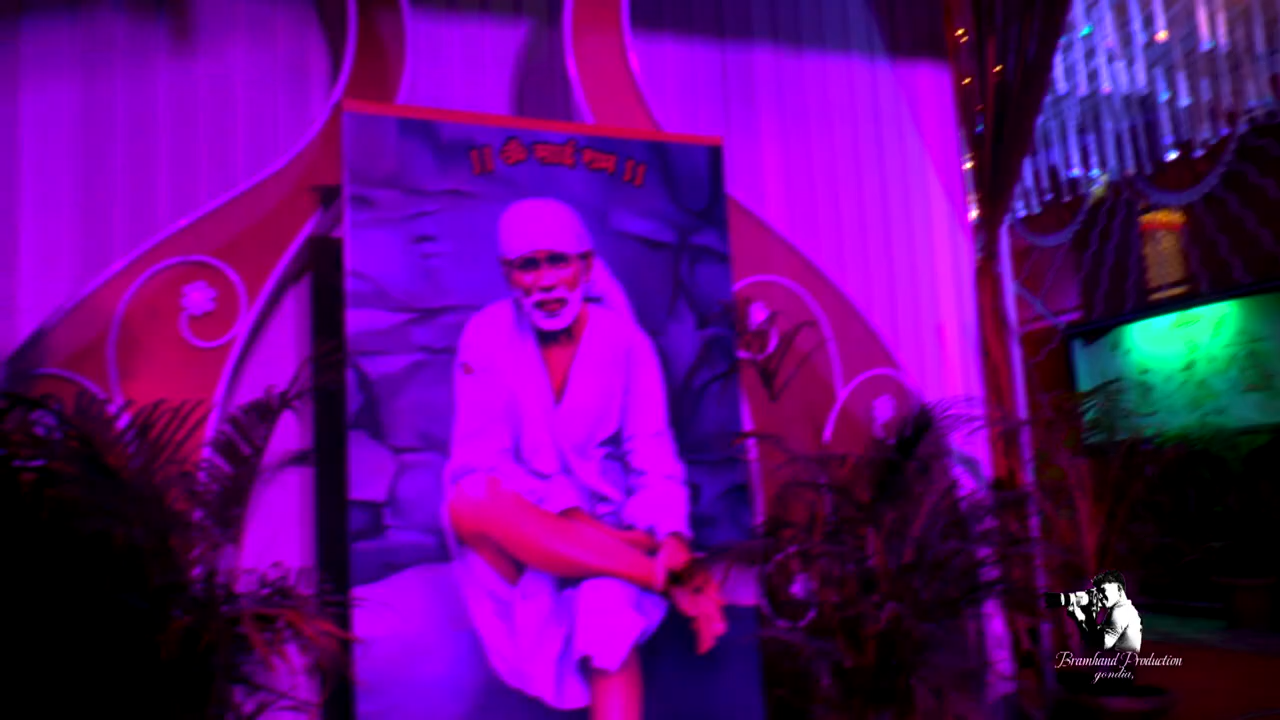 || ॐ साई राम ||
Bramhand Production
gondia,